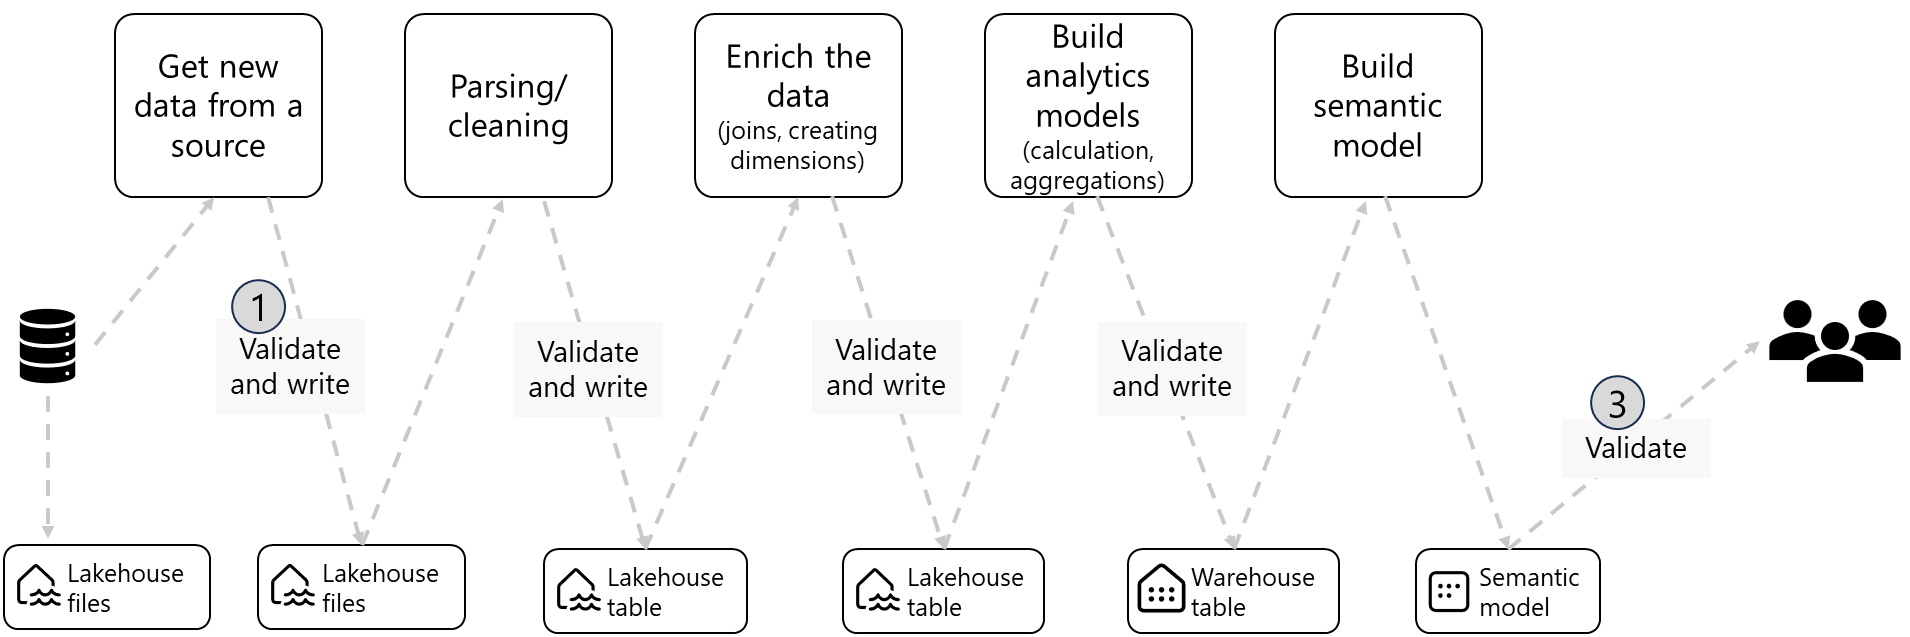 Get new
data from a
source
Parsing/
cleaning
Enrich the
data
(joins, creating
dimensions)
Build
analytics
models
(calculation,
aggregations)
Build
semantic
model
1
Validate
and write
Validate
and write
Validate
and write
Validate
and write
3
Validate
Lakehouse
files
Lakehouse
files
Lakehouse
table
Lakehouse
table
Warehouse
table
Semantic
model